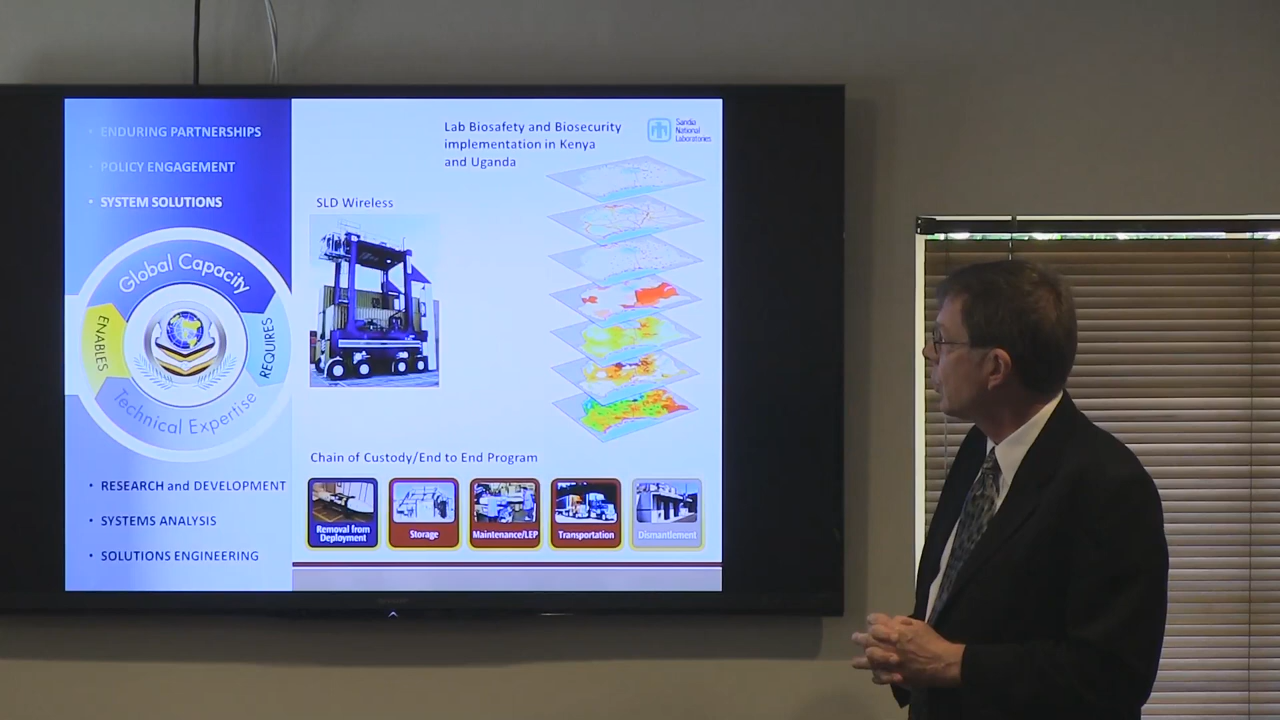 • ENDURING PARTNERSHIPS
• POLICY ENGAGEMENT
• SYSTEM SOLUTIONS
Global Capacity
ENABLES
REQUIRES
Technical Expertise
• RESEARCH and DEVELOPMENT
• SYSTEMS ANALYSIS
• SOLUTIONS ENGINEERING
Lab Biosafety and Biosecurity
implementation in Kenya
and Uganda
Sandia
National
Laboratories
SLD Wireless
Chain of Custody/End to End Program
Removal from
Deployment
Storage
Maintenance/LEP
Transportation
Dismantlement